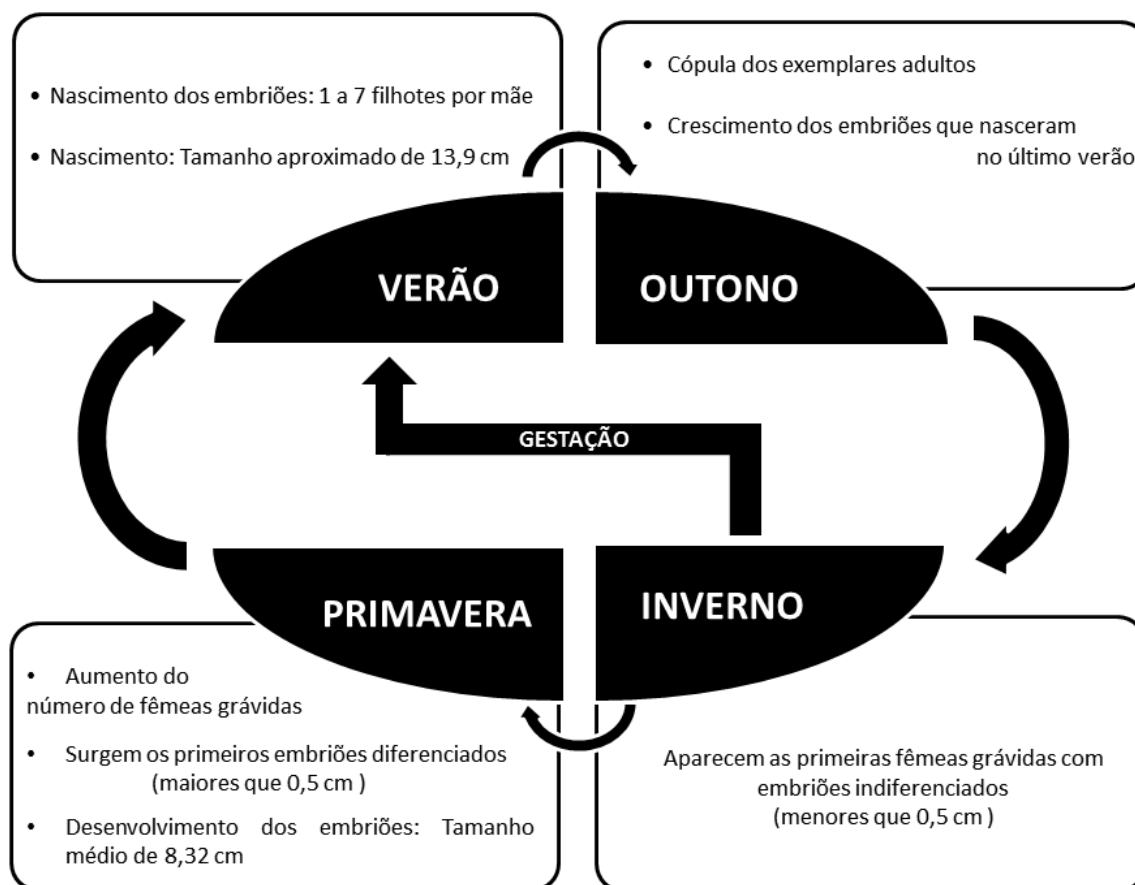 • Nascimento dos embriões: 1 a 7 filhotes por mãe
• Nascimento: Tamanho aproximado de 13,9 cm
• Cópula dos exemplares adultos
• Crescimento dos embriões que nasceram
no último verão
VERÃO
OUTONO
GESTAÇÃO
PRIMAVERA
INVERNO
• Aumento do
número de fêmeas grávidas
• Surgem os primeiros embriões diferenciados
(maiores que 0,5 cm )
• Desenvolvimento dos embriões: Tamanho
médio de 8,32 cm
Aparecem as primeiras fêmeas grávidas com
embriões indiferenciados
(menores que 0,5 cm )